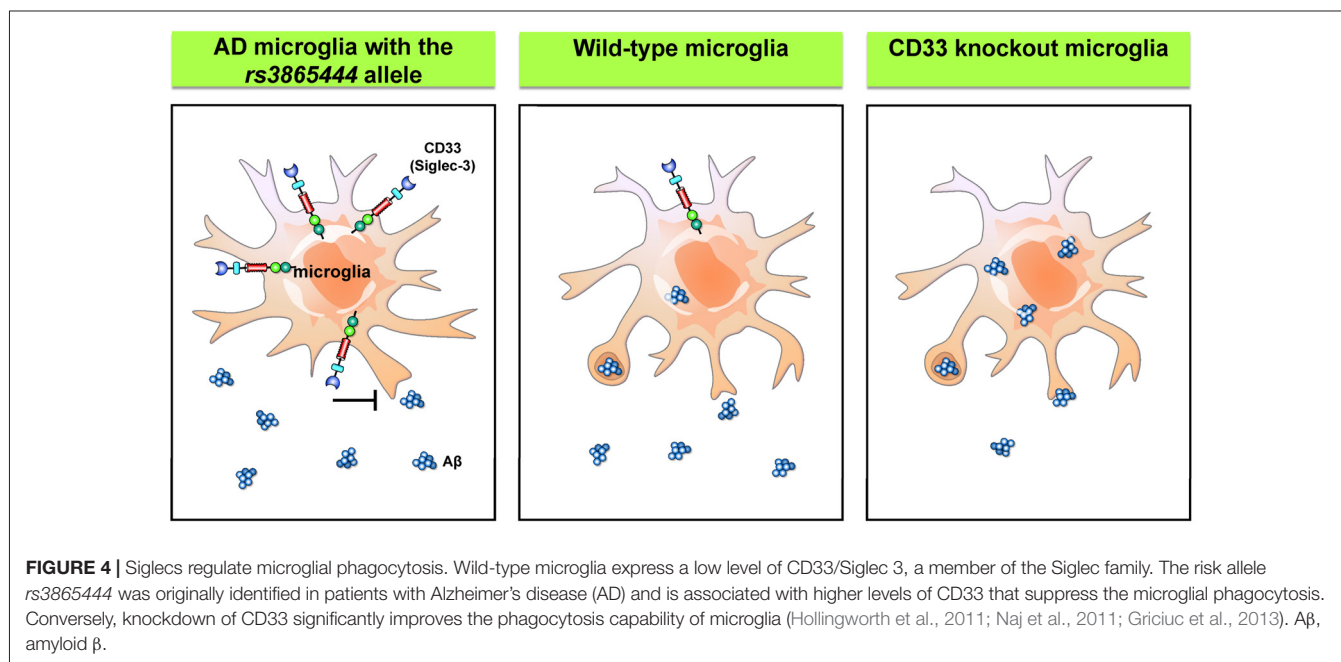 AD microglia with the
rs3865444 allele
Wild-type microglia
CD33 knockout microglia
CD33
(Siglec-3)
microglia
Aβ
FIGURE 4 | Siglecs regulate microglial phagocytosis. Wild-type microglia express a low level of CD33/Siglec 3, a member of the Siglec family. The risk allele
rs3865444 was originally identified in patients with Alzheimer's disease (AD) and is associated with higher levels of CD33 that suppress the microglial phagocytosis.
Conversely, knockdown of CD33 significantly improves the phagocytosis capability of microglia (Hollingworth et al., 2011; Naj et al., 2011; Griciuc et al., 2013). Aβ,
amyloid β.